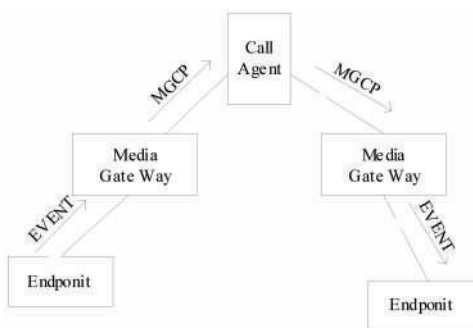 Call
Agent
MGCP
MGCP
Media
Gate Way
Media
Gate Way
EVENT
EVENT
Endponit
Endponit